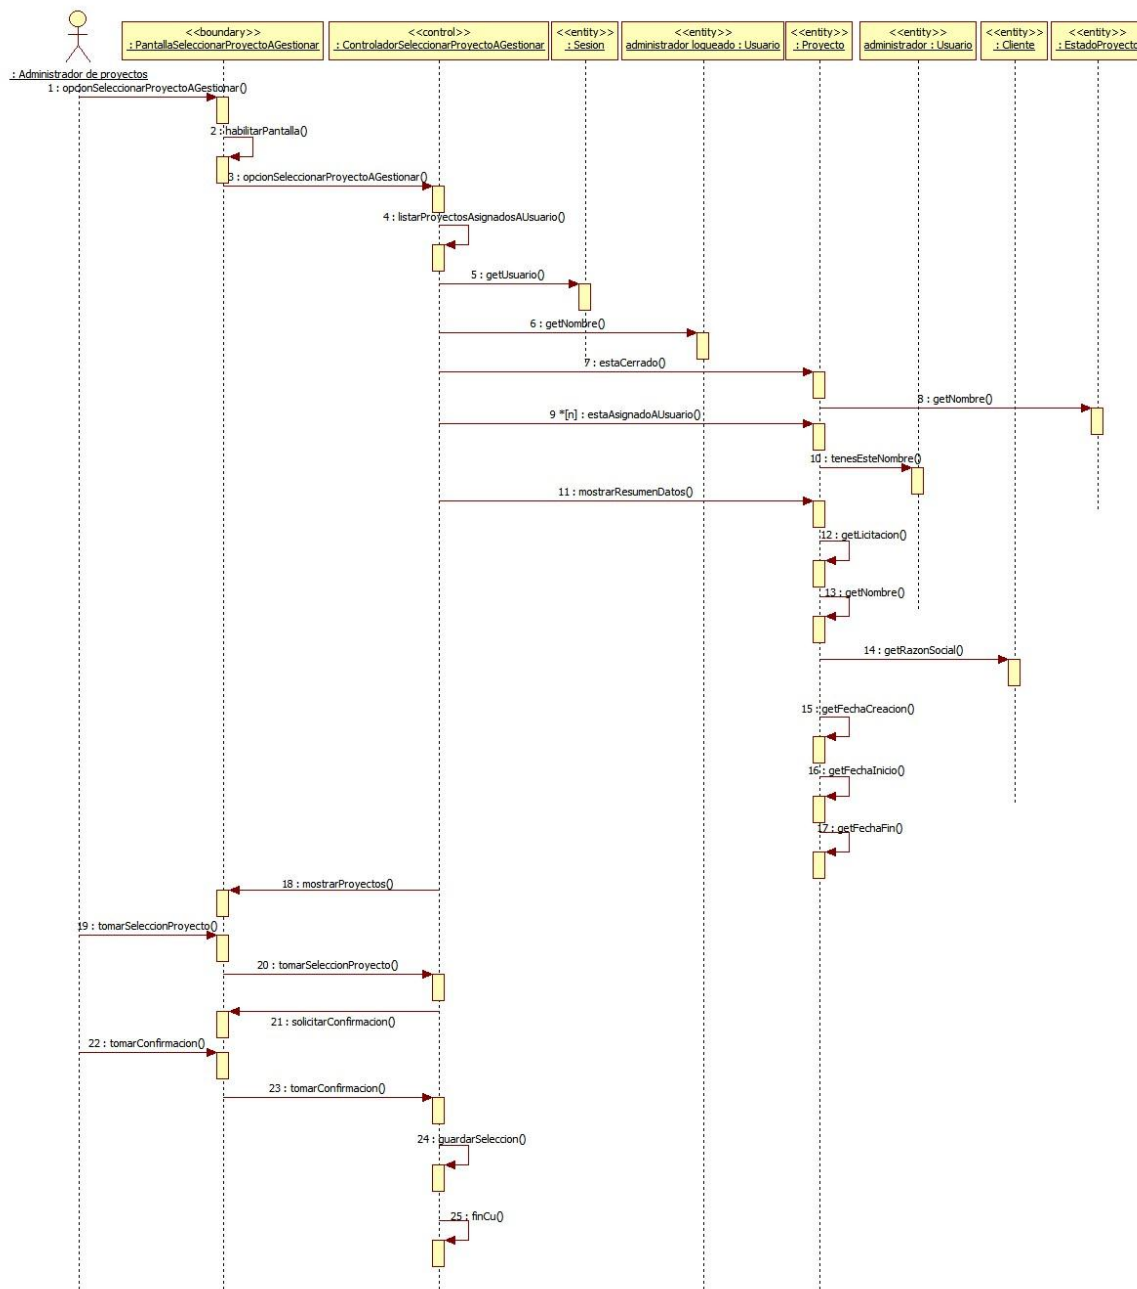 <<boundary>>
: PantallaSeleccionarProyectoAGestionar
<<control>>
: ControladorSeleccionarProyectoAGestionar
<<entity>>
: Sesion
<<entity>>
administrador logueado : Usuario
<<entity>>
: Proyecto
<<entity>>
administrador : Usuario
<<entity>>
: Cliente
<<entity>>
: EstadoProyecto
: Administrador de proyectos
1 : opcionSeleccionarProyectoAGestionar()
2 : habilitarPantalla()
3 : opcionSeleccionarProyectoAGestionar()
4 : listarProyectosAsignadosAUsuario()
5 : getUsuario()
6 : getNombre()
7 : estaCerrado()
8 : getNombre()
9 *[n] : estaAsignadoAUsuario()
10 : tenesEsteNombre()
11 : mostrarResumenDatos()
12 : getLicitacion()
13 : getNombre()
14 : getRazonSocial()
15 : getFechaCreacion()
16 : getFechaInicio()
17 : getFechaFin()
18 : mostrarProyectos()
19 : tomarSeleccionProyecto()
20 : tomarSeleccionProyecto()
21 : solicitarConfirmacion()
22 : tomarConfirmacion()
23 : tomarConfirmacion()
24 : guardarSeleccion()
25 : finCu()